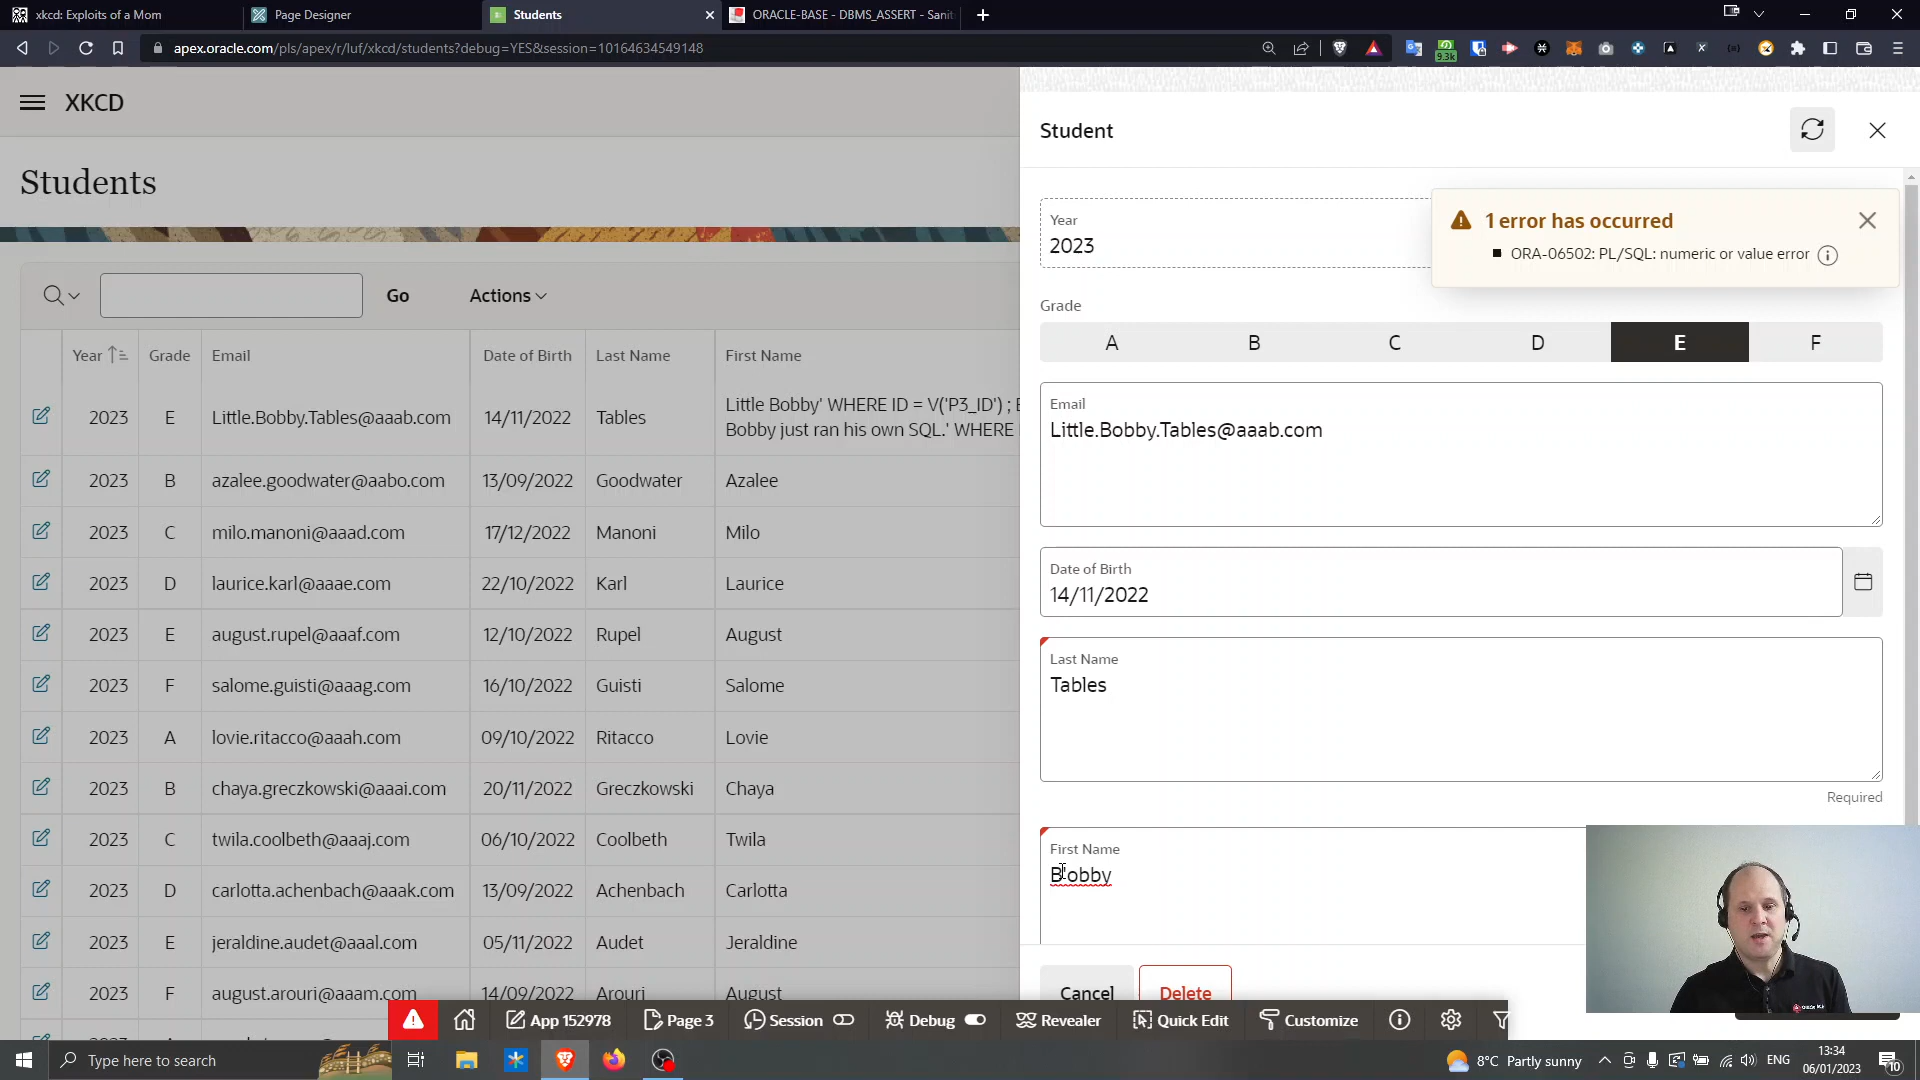 xkcd: Exploits of a Mom
Page Designer
Students
ORACLE-BASE - DBMS_ASSERT - Sanit
apex.oracle.com/pls/apex/r/luf/xkcd/students?debug=YES&session=10164634549148
9.3k
XKCD
Students
Go
Actions
Year Grade Email Date of Birth Last Name First Name
2023 E Little.Bobby.Tables@aaab.com 14/11/2022 Tables Little Bobby' WHERE ID = V('P3_ID') ;
Bobby just ran his own SQL.' WHERE
2023 B azalee.goodwater@aabo.com 13/09/2022 Goodwater Azalee
2023 C milo.manoni@aaad.com 17/12/2022 Manoni Milo
2023 D laurice.karl@aaae.com 22/10/2022 Karl Laurice
2023 E august.rupel@aaaf.com 12/10/2022 Rupel August
2023 F salome.guisti@aaag.com 16/10/2022 Guisti Salome
2023 A lovie.ritacco@aaah.com 09/10/2022 Ritacco Lovie
2023 B chaya.greczkowski@aaai.com 20/11/2022 Greczkowski Chaya
2023 C twila.coolbeth@aaaj.com 06/10/2022 Coolbeth Twila
2023 D carlotta.achenbach@aaak.com 13/09/2022 Achenbach Carlotta
2023 E jeraldine.audet@aaal.com 05/11/2022 Audet Jeraldine
2023 F august.arouri@aaam.com 14/09/2022 Arouri August
Student
Year
2023
1 error has occurred
ORA-06502: PL/SQL: numeric or value error
Grade
A B C D E F
Email
Little.Bobby.Tables@aaab.com
Date of Birth
14/11/2022
Last Name
Tables
Required
First Name
Bobby
Cancel
Delete
App 152978
Page 3
Session
Debug
Revealer
Quick Edit
Customize
Type here to search
8°C Partly sunny
ENG
13:34
06/01/2023
10